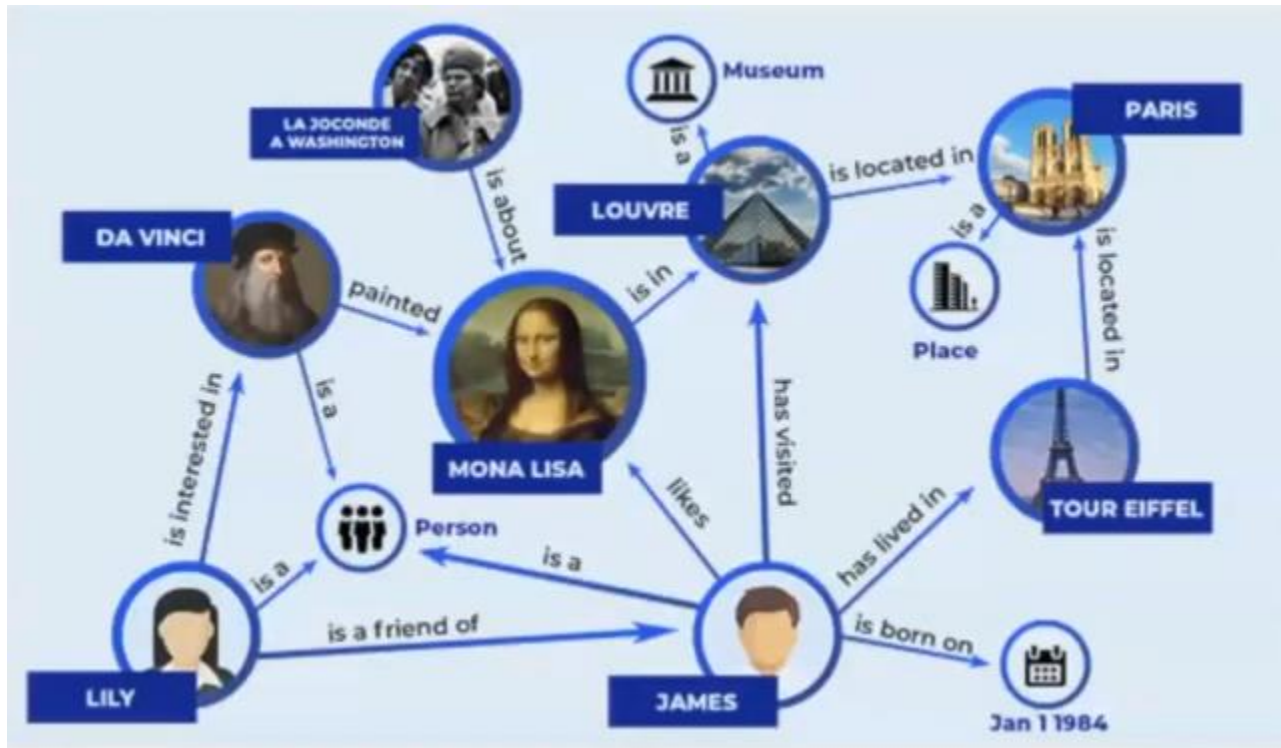 Museum
PARIS
LA JOCONDE
A WASHINGTON
is a
is located in
LOUVRE
is about
is a
DA VINCI
is in
is located in
painted
Place
is a
has visited
is interested in
MONA LISA
likes
TOUR EIFFEL
Person
has lived in
is a
is a
is a friend of
is born on
LILY
JAMES
Jan 1 1984